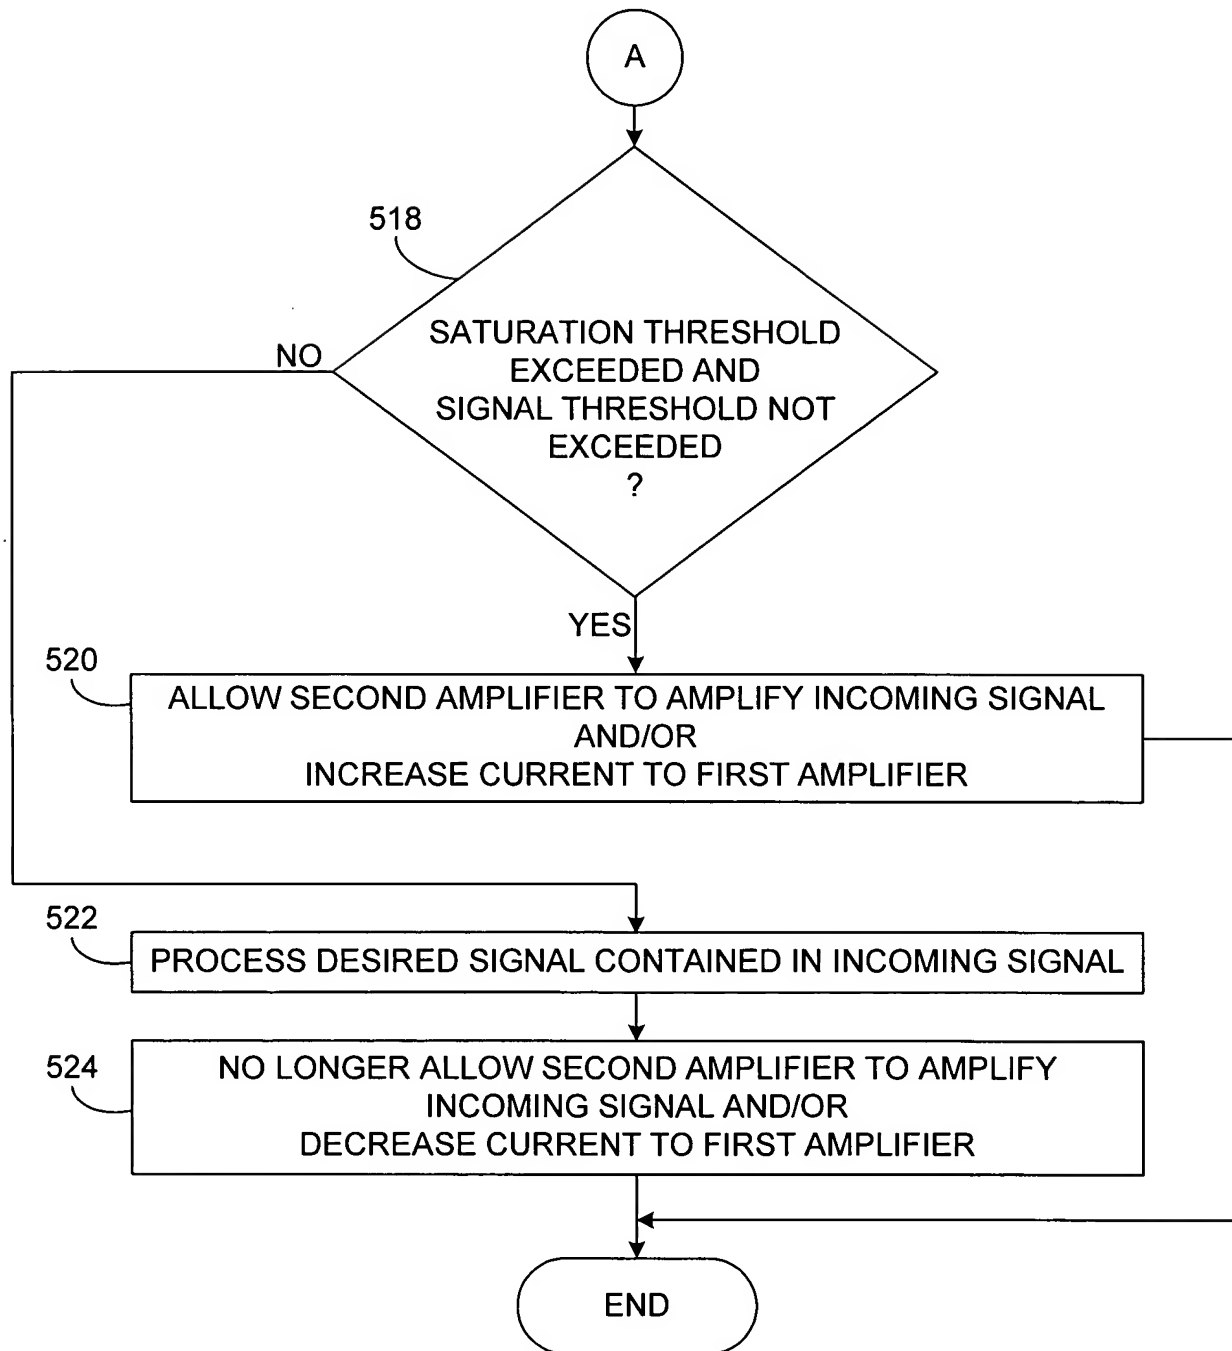 A
518
SATURATION THRESHOLD
EXCEEDED AND
SIGNAL THRESHOLD NOT
EXCEEDED
?
NO
YES
520
ALLOW SECOND AMPLIFIER TO AMPLIFY INCOMING SIGNAL
AND/OR
INCREASE CURRENT TO FIRST AMPLIFIER
522
PROCESS DESIRED SIGNAL CONTAINED IN INCOMING SIGNAL
524
NO LONGER ALLOW SECOND AMPLIFIER TO AMPLIFY
INCOMING SIGNAL AND/OR
DECREASE CURRENT TO FIRST AMPLIFIER
END